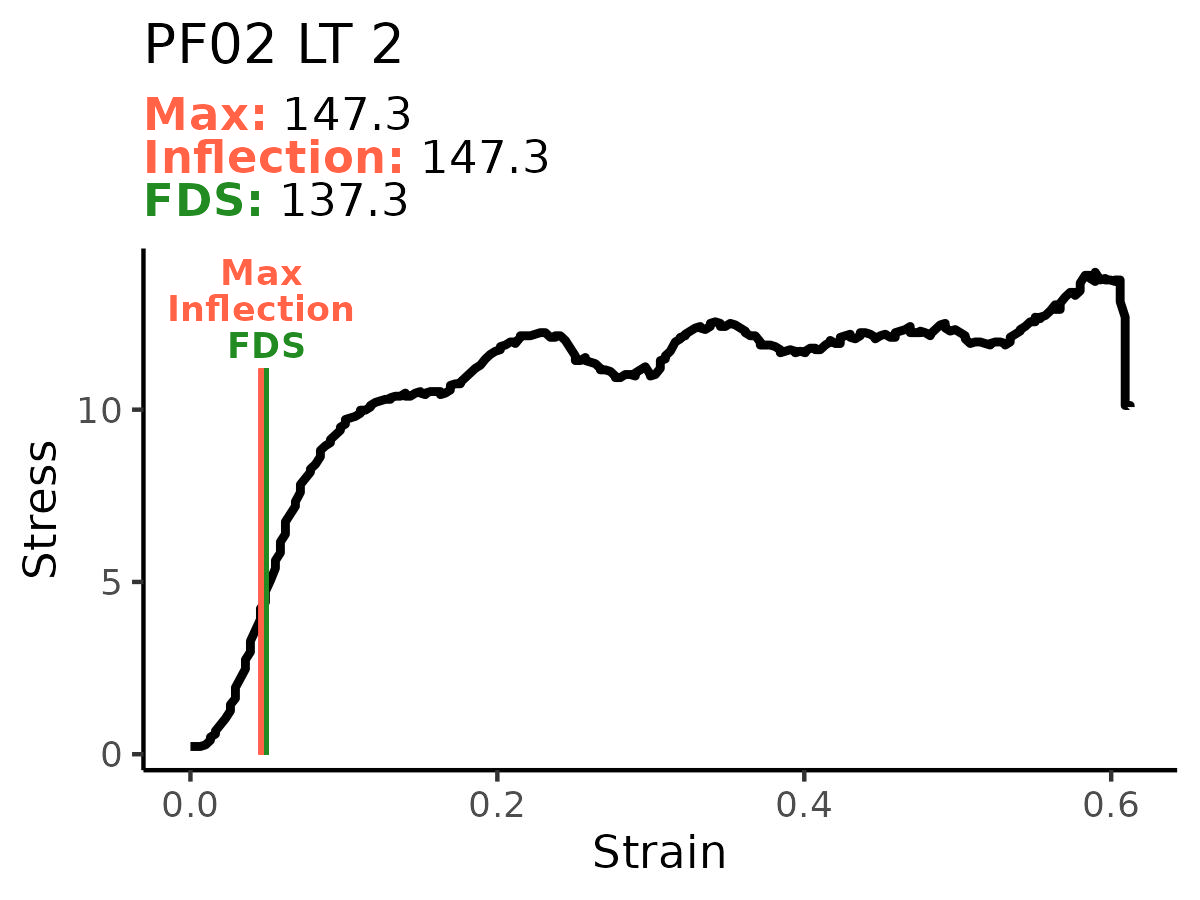 PF02 LT 2
Max: 147.3
Inflection: 147.3
FDS: 137.3
Max
Inflection
FDS
10
5
0
Stress
0.0 0.2 0.4 0.6
Strain